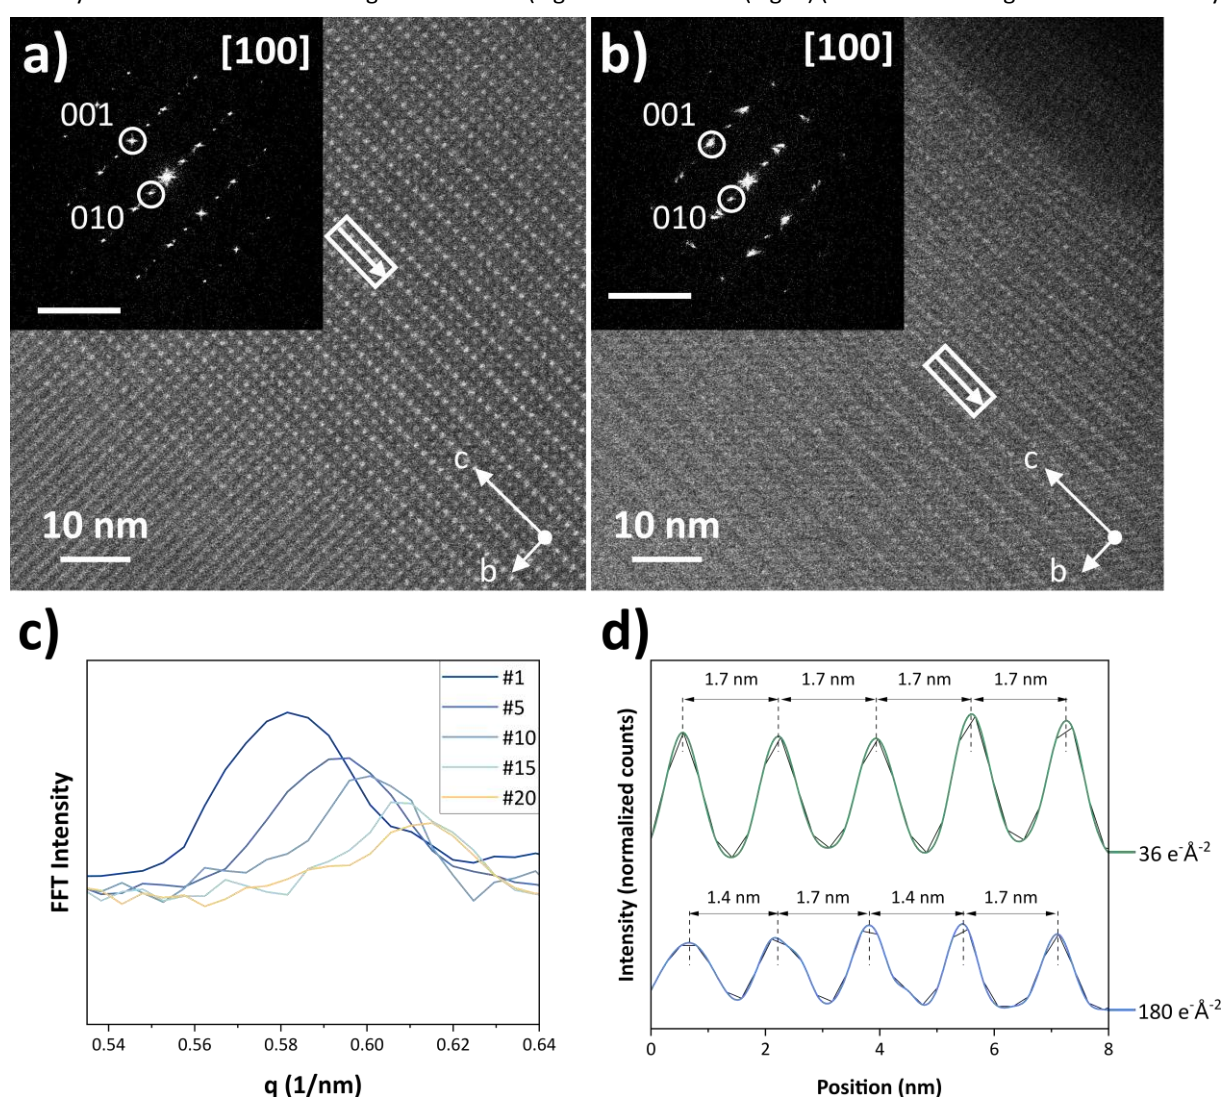 a)
[100]
001
010
c
b
10 nm
b)
[100]
001
010
c
b
10 nm
c)
FFT Intensity
#1
#5
#10
#15
#20
0.54 0.56 0.58 0.60 0.62 0.64
q (1/nm)
d)
Intensity (normalized counts)
1.7 nm 1.7 nm 1.7 nm 1.7 nm
36 e⁻Å⁻²
1.4 nm 1.7 nm 1.4 nm 1.7 nm
180 e⁻Å⁻²
0 2 4 6 8
Position (nm)